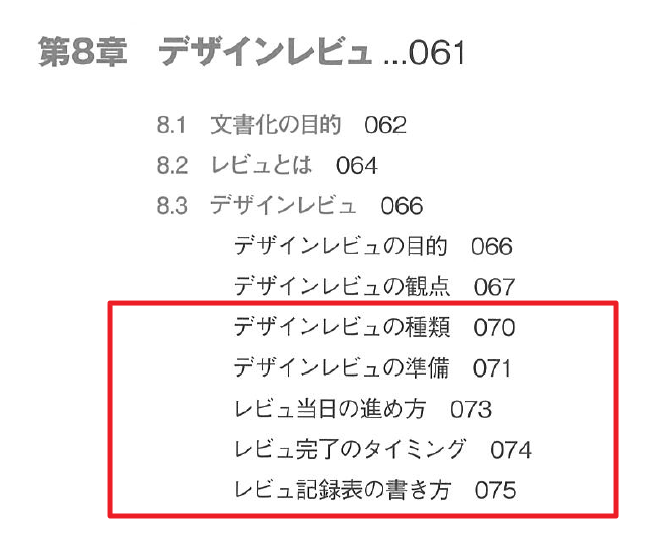 第8章 デザインレビュ ...061
8.1 文書化の目的 062
8.2 レビュとは 064
8.3 デザインレビュ 066
デザインレビュの目的 066
デザインレビュの観点 067
デザインレビュの種類 070
デザインレビュの準備 071
レビュ当日の進め方 073
レビュ完了のタイミング 074
レビュ記録表の書き方 075